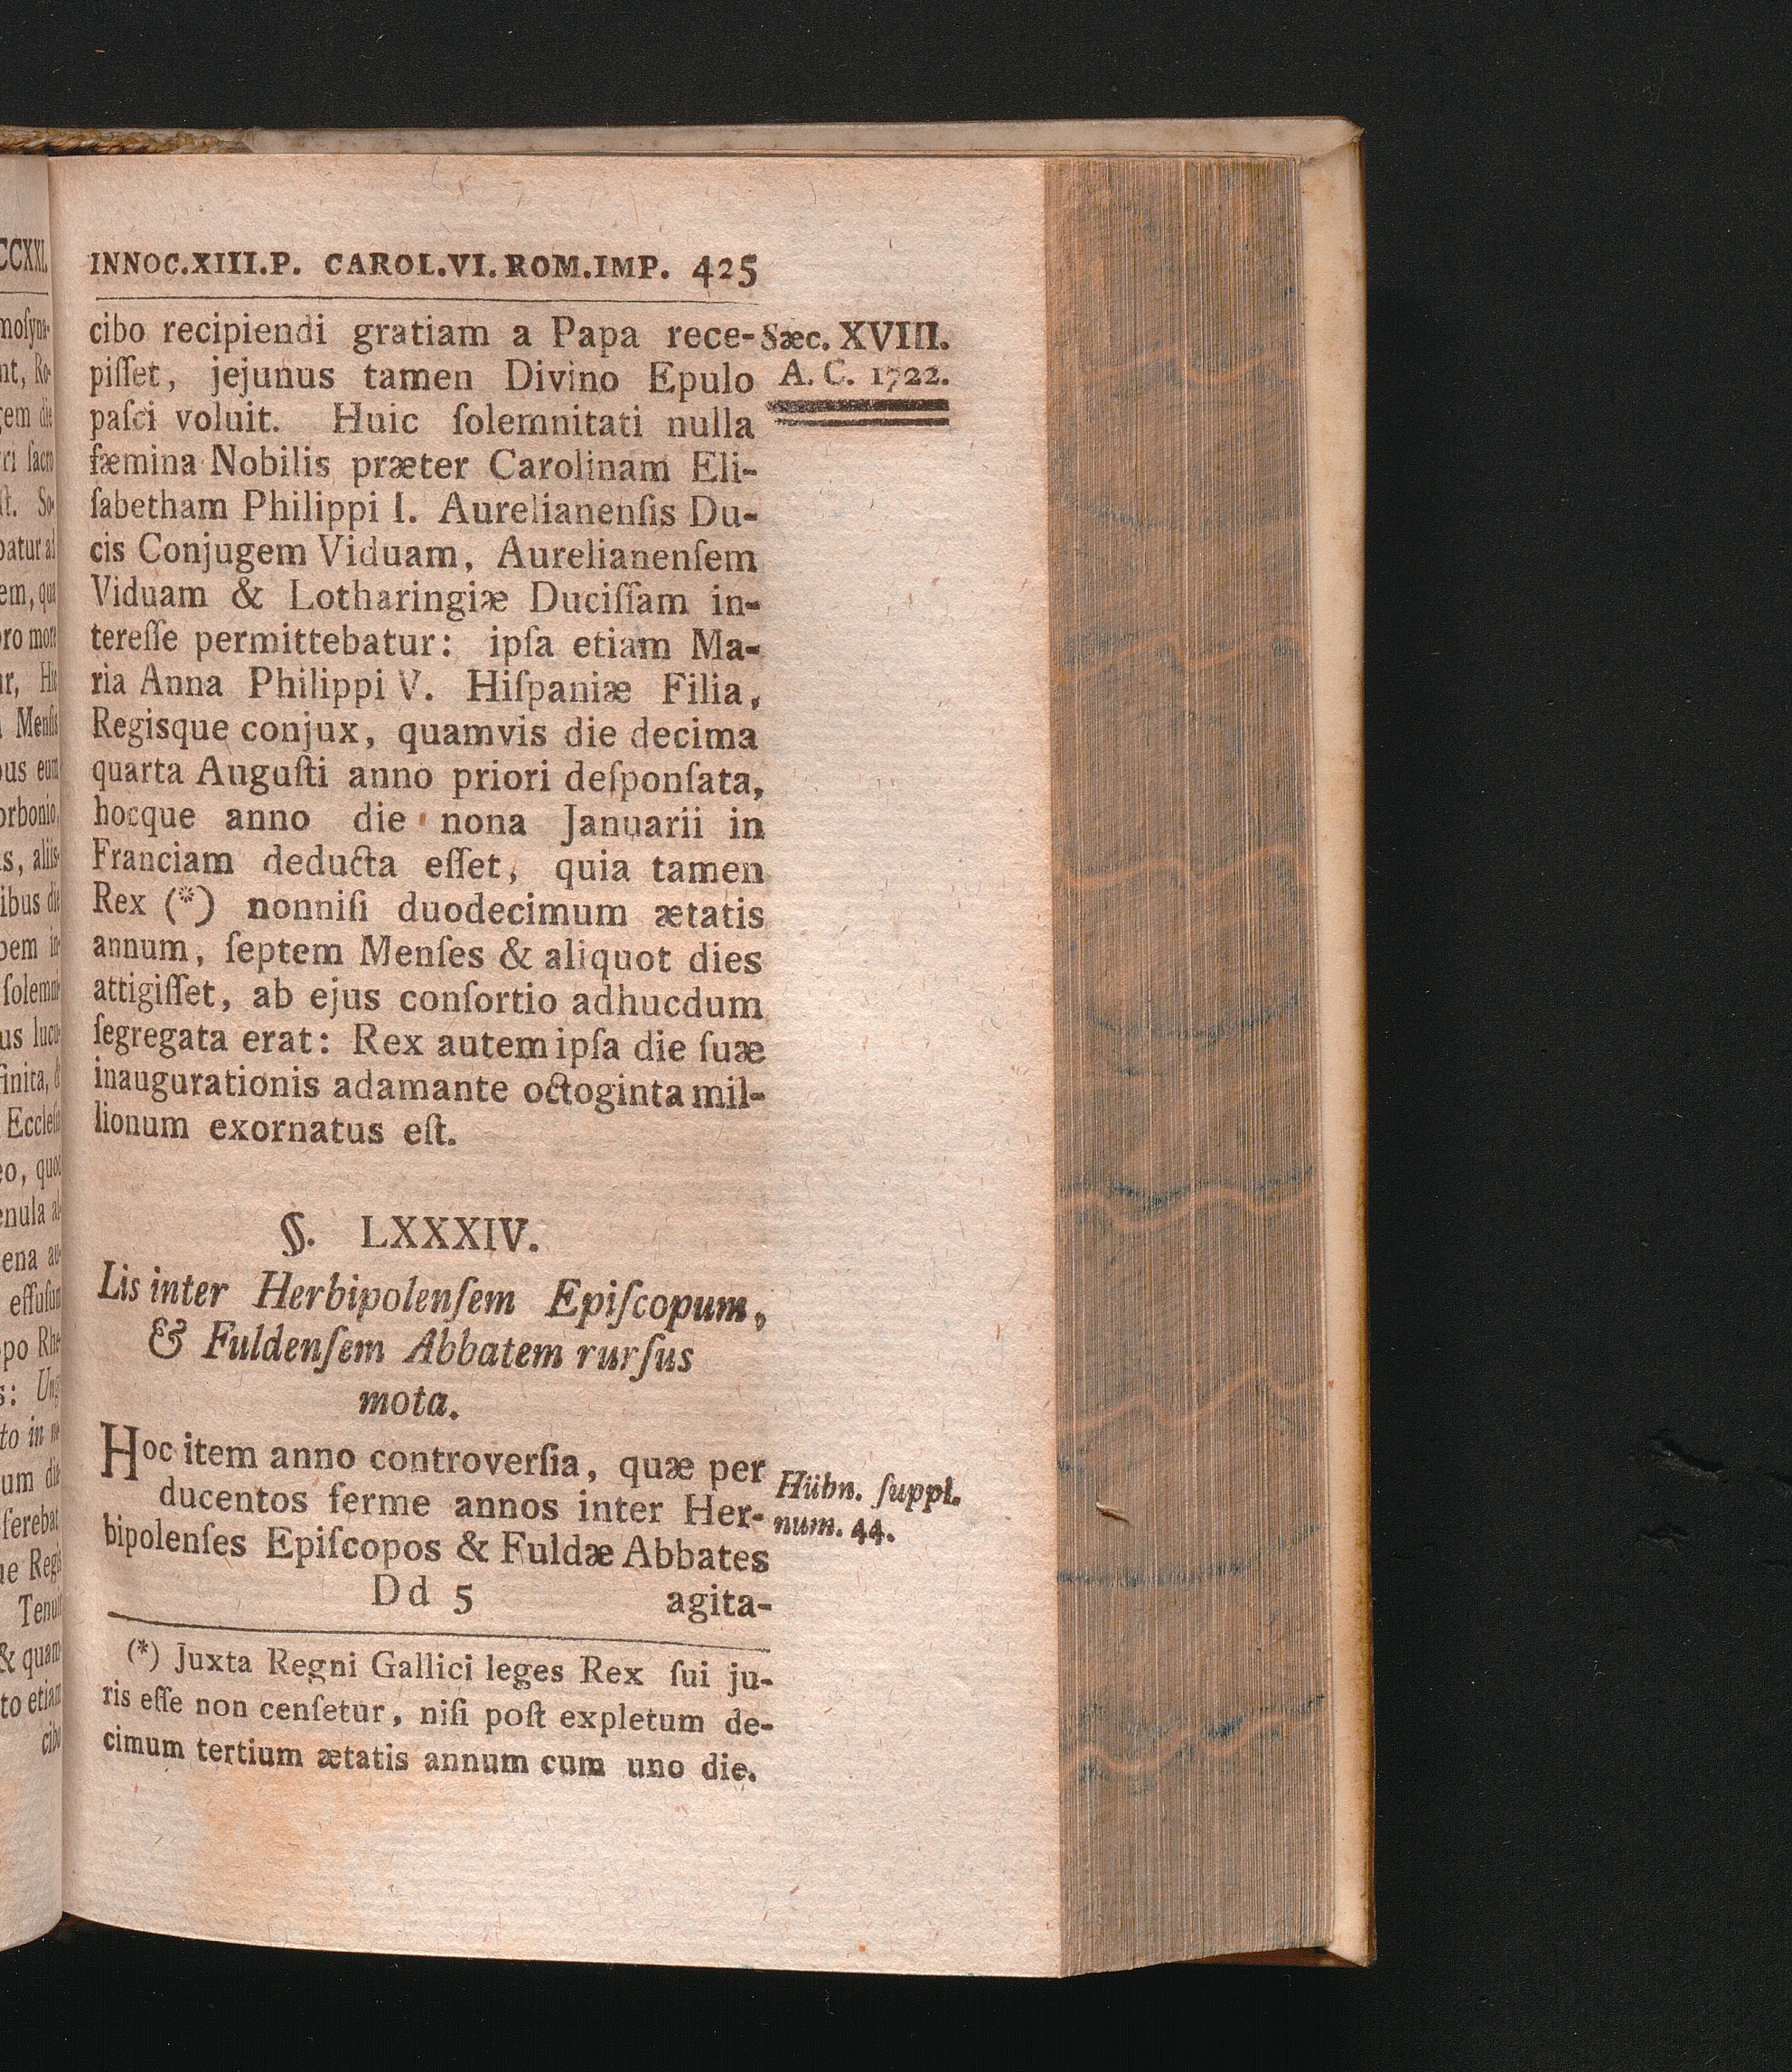 INNOC.XIII.P. CAROL.VI. ROM.IMP. 425
cibo recipiendi gratiam a Papa rece-
piſſet, jejunus tamen Divino Epulo
paſci voluit. Huic ſolemnitati nulla
fæmina Nobilis præter Carolinam Eli-
ſabetham Philippi I. Aurelianenſis Du-
cis Conjugem Viduam, Aurelianenſem
Viduam & Lotharingiæ Duciſſam in-
tereſſe permittebatur: ipſa etiam Ma-
ria Anna Philippi V. Hiſpaniæ Filia,
Regisque conjux, quamvis die decima
quarta Auguſti anno priori deſponſata,
hocque anno die nona Januarii in
Franciam deducta eſſet, quia tamen
Rex (*) nonniſi duodecimum ætatis
annum, ſeptem Menſes & aliquot dies
attigiſſet, ab ejus conſortio adhucdum
ſegregata erat: Rex autem ipſa die ſuæ
inaugurationis adamante octoginta mil-
lionum exornatus eſt.
Sæc. XVIII.
A. C. 1722.
§. LXXXIV.
Lis inter Herbipolenſem Epiſcopum,
& Fuldenſem Abbatem rurſus
mota.
Hoc item anno controverſia, quæ per
ducentos ferme annos inter Her-
bipolenſes Epiſcopos & Fuldæ Abbates
Hübn. ſuppl.
num. 44.
Dd 5 agita-
(*) Juxta Regni Gallici leges Rex ſui ju-
ris eſſe non cenſetur, niſi poſt expletum de-
cimum tertium ætatis annum cum uno die.